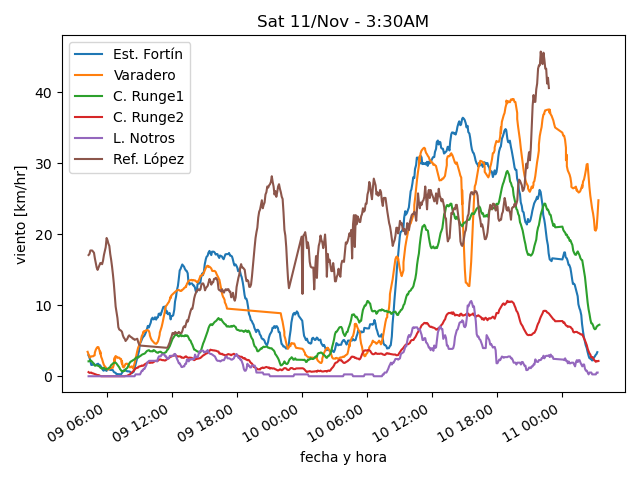 Sat 11/Nov - 3:30AM
Est. Fortín
Varadero
C. Runge1
C. Runge2
L. Notros
Ref. López
viento [km/hr]
40
30
20
10
0
09 06:00
09 12:00
09 18:00
10 00:00
10 06:00
10 12:00
10 18:00
11 00:00
fecha y hora